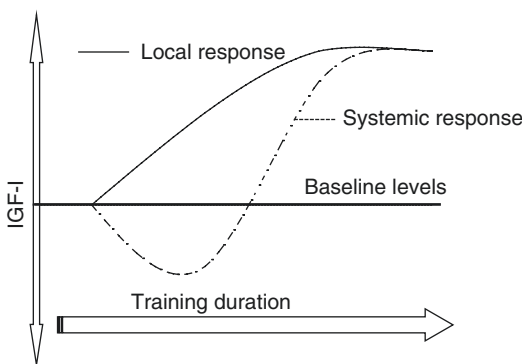 Local response
Systemic response
Baseline levels
IGF-I
Training duration